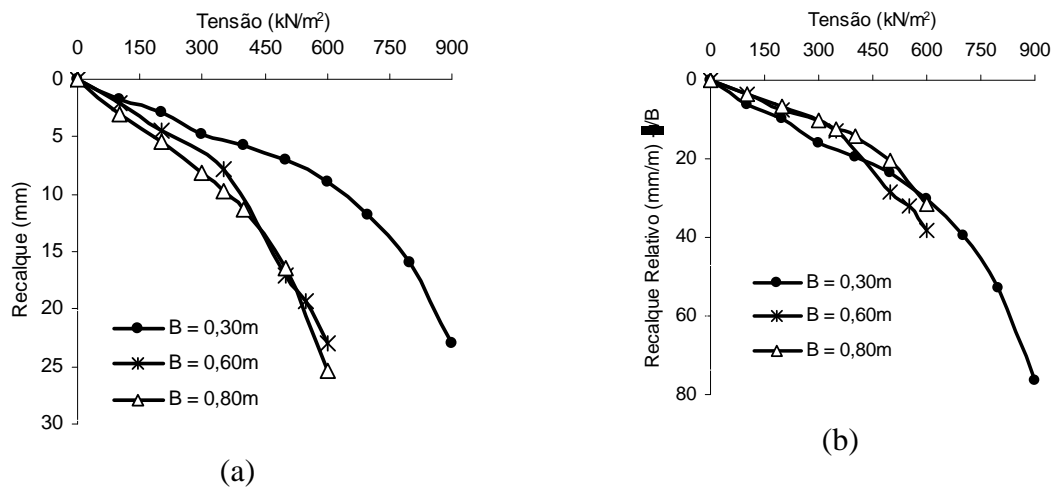 Tensão (kN/m²)
0 150 300 450 600 750 900
0
5
10
15
20
25
30
Recalque (mm)
B = 0,30m
B = 0,60m
B = 0,80m
(a)
Tensão (kN/m²)
0 150 300 450 600 750 900
0
20
40
60
80
Recalque Relativo (mm/m) /B
B = 0,30m
B = 0,60m
B = 0,80m
(b)